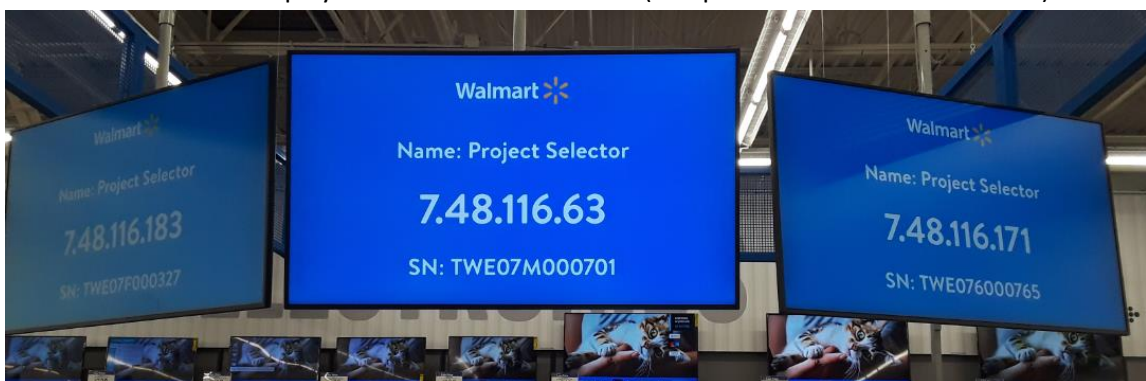 Walmart
Name: Project Selector
7.48.116.183
SN: TWE07F000327
Walmart
Name: Project Selector
7.48.116.63
SN: TWE07M000701
Walmart
Name: Project Selector
7.48.116.171
SN: TWE076000765